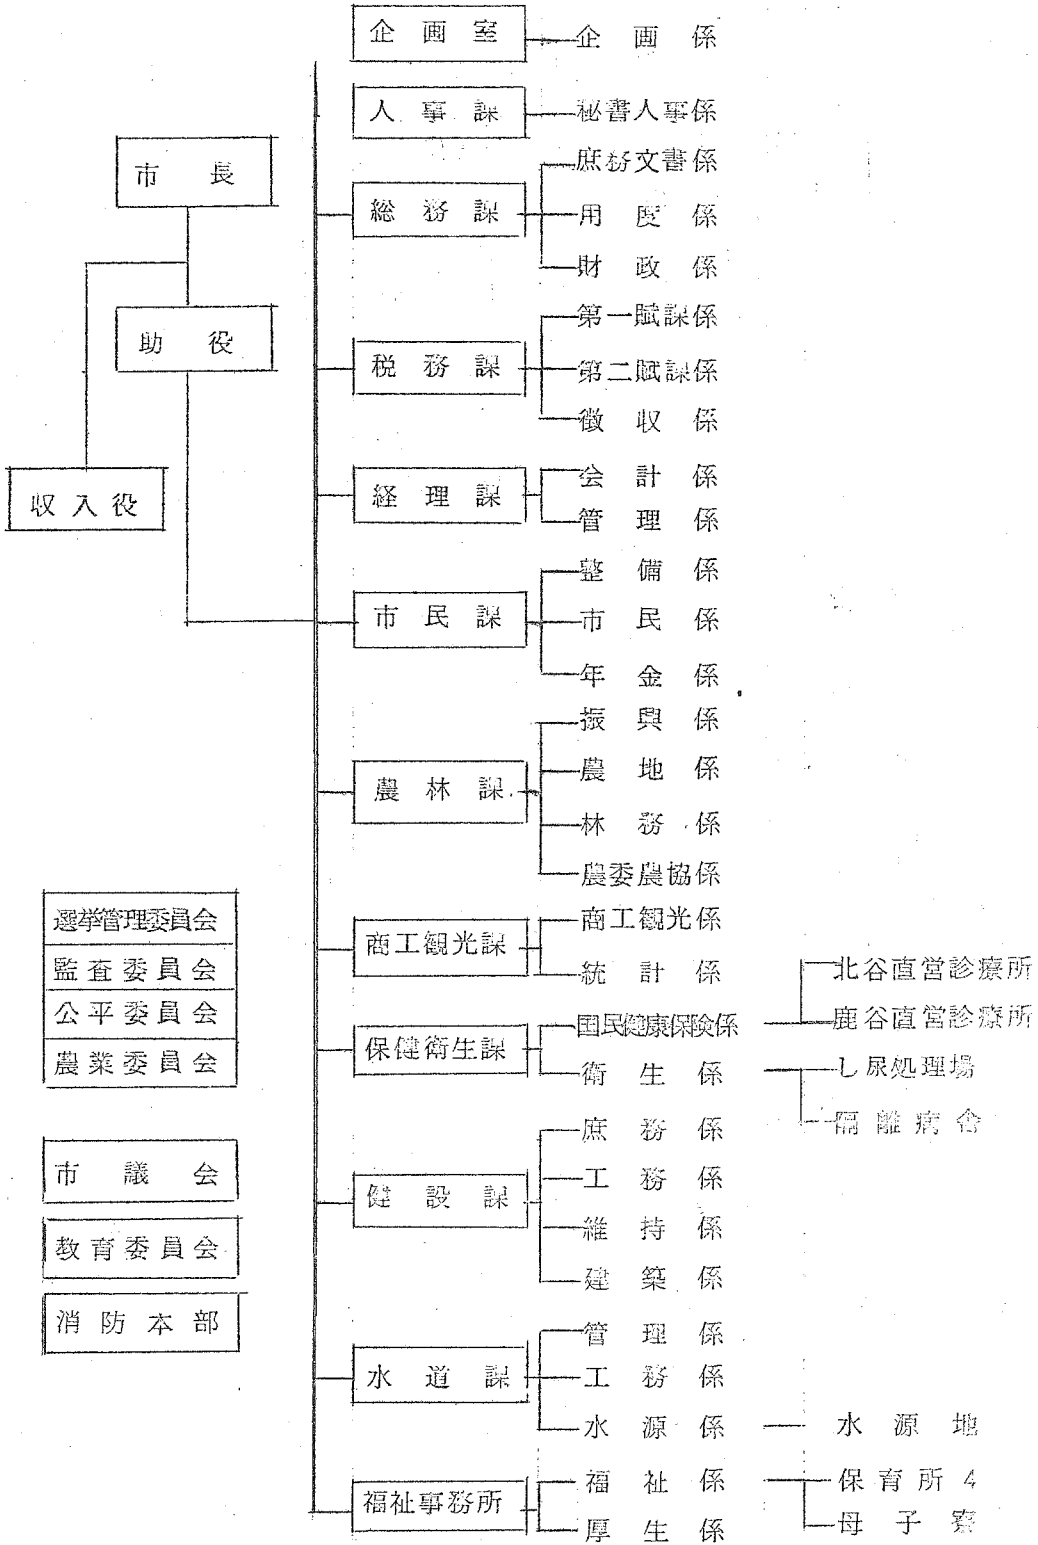 企画室 企画係
人事課 秘書人事係
市長
庶務文書係
総務課 用度係
財政係
助役
第一賦課係
税務課 第二賦課係
徴収係
収入役
会計係
経理課
管理係
整備係
市民課 市民係
年金係
振興係
農林課 農地係
林務係
農委農協係
選挙管理委員会
監査委員会
公平委員会
農業委員会
商工観光係
商工観光課
統計係
北谷直営診療所
国民健康保険係 鹿谷直営診療所
保健衛生課
衛生係 し尿処理場
隔離病舎
市議会
教育委員会
消防本部
庶務係
健設課 工務係
維持係
建築係
管理係
水道課 工務係
水源係 水源地
福祉係 保育所4
福祉事務所
厚生係 母子寮